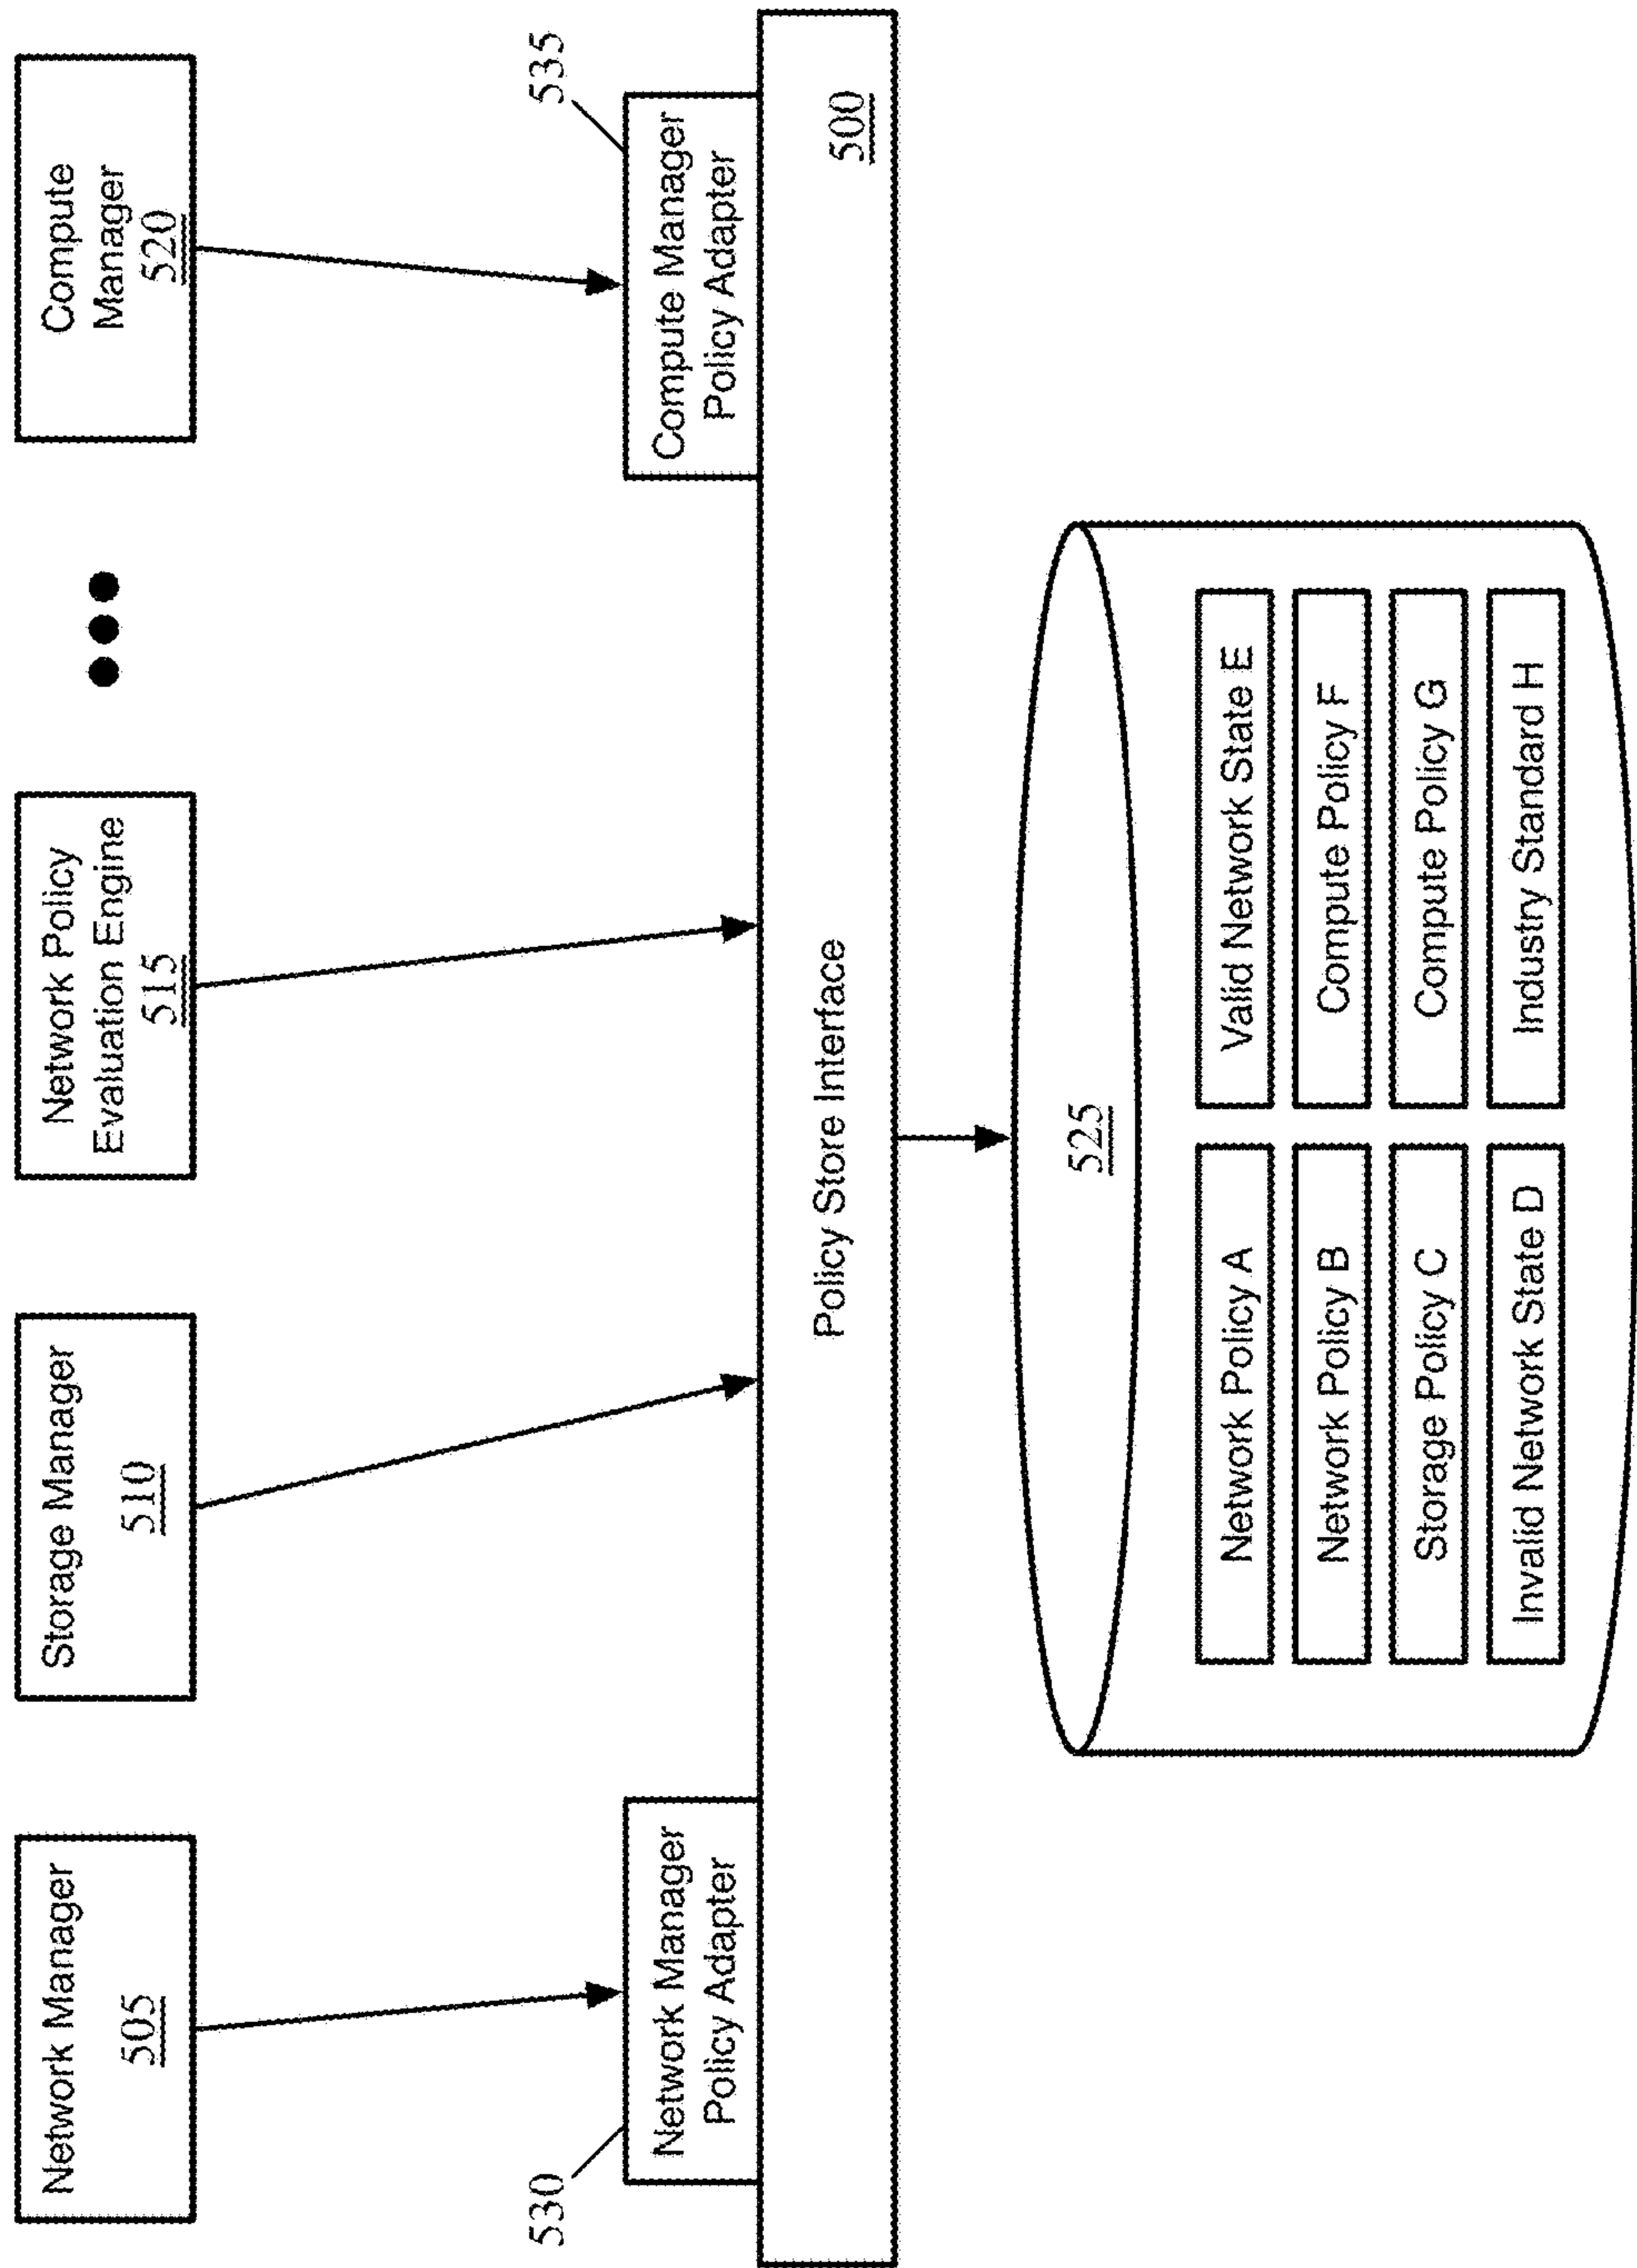 Network Manager
505
Storage Manager
510
Network Policy
Evaluation Engine
515
Compute
Manager
520
530
Network Manager
Policy Adapter
535
Compute Manager
Policy Adapter
Policy Store Interface
500
525
Network Policy A
Valid Network State E
Network Policy B
Compute Policy F
Storage Policy C
Compute Policy G
Invalid Network State D
Industry Standard H